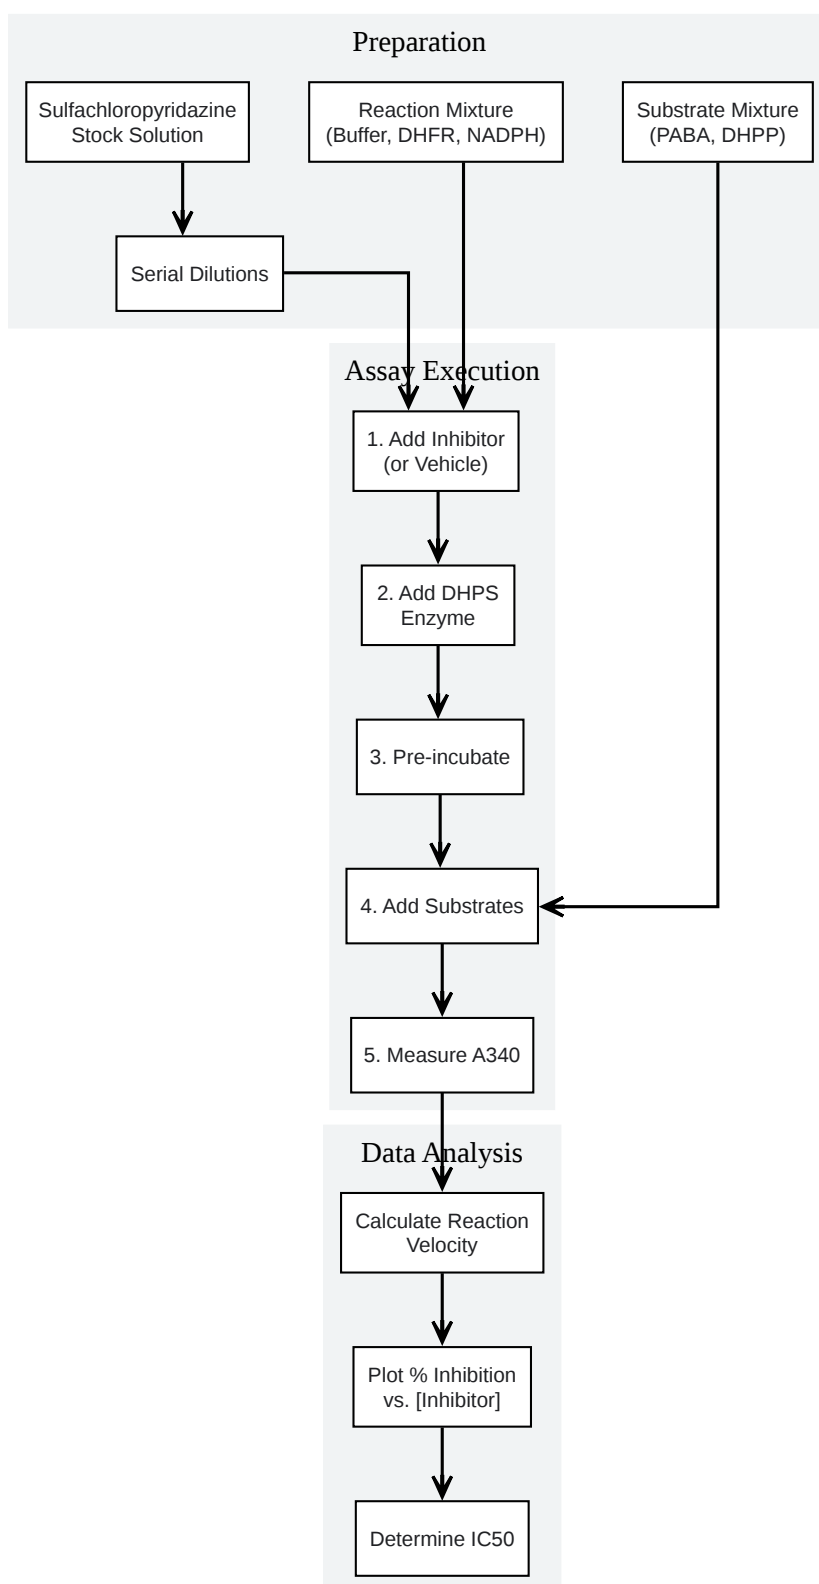 Preparation
Sulfachloropyridazine
Stock Solution
Reaction Mixture
(Buffer, DHFR, NADPH)
Substrate Mixture
(PABA, DHPP)
Serial Dilutions
Assay Execution
1. Add Inhibitor
(or Vehicle)
2. Add DHPS
Enzyme
3. Pre-incubate
4. Add Substrates
5. Measure A340
Data Analysis
Calculate Reaction
Velocity
Plot % Inhibition
vs. [Inhibitor]
Determine IC50